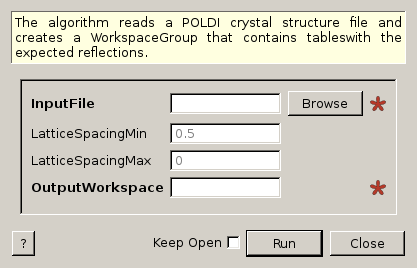 The algorithm reads a POLDI crystal structure file and
creates a WorkspaceGroup that contains tableswith the
expected reflections.
InputFile Browse *
LatticeSpacingMin 0.5
LatticeSpacingMax 0
OutputWorkspace *
? Keep Open Run Close